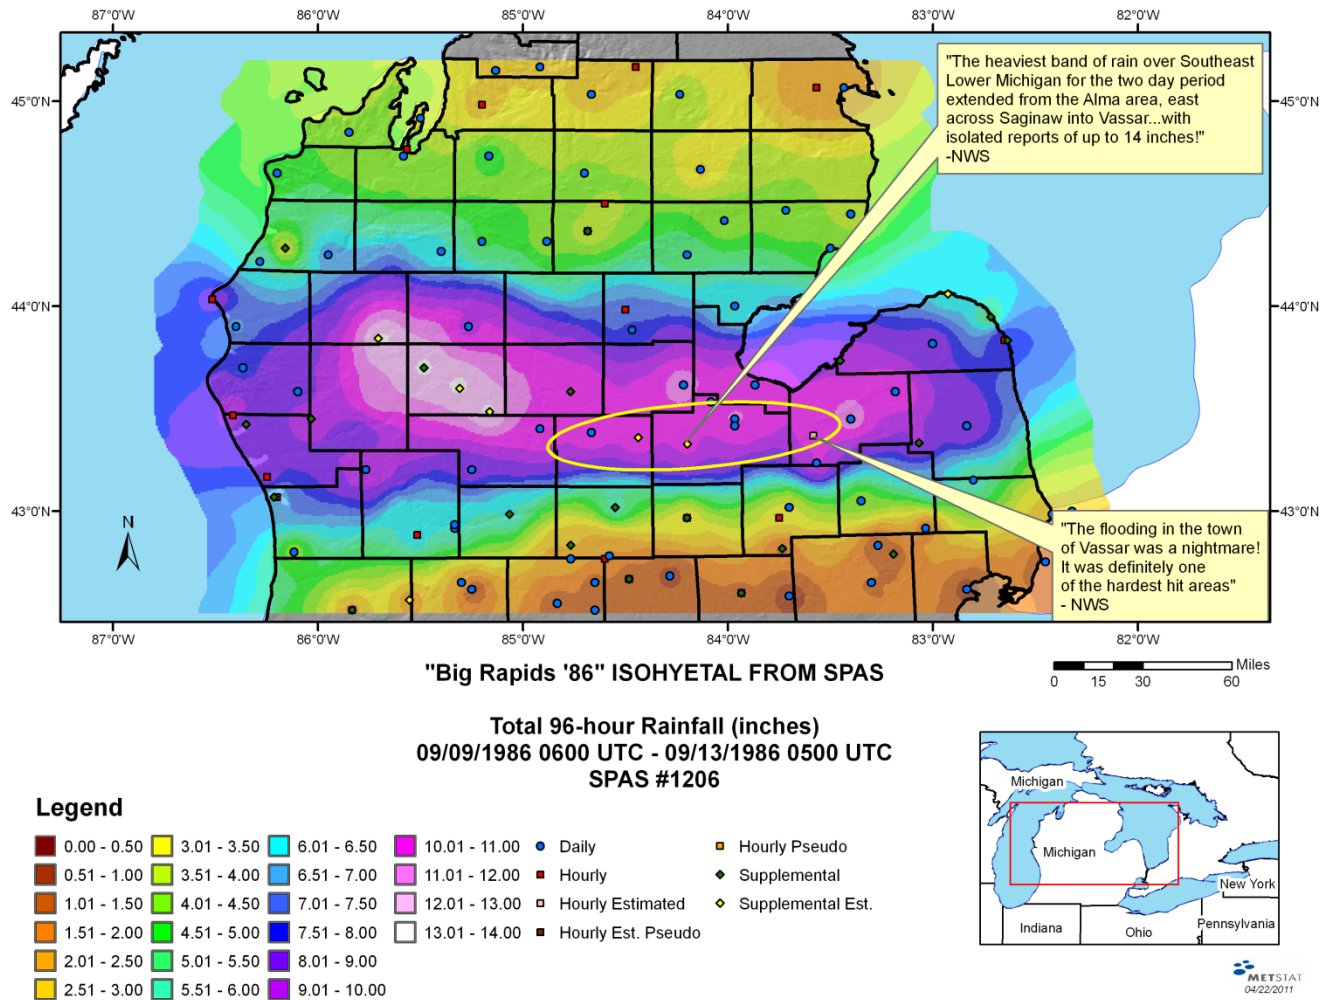 87°0'W 86°0'W 85°0'W 84°0'W 83°0'W 82°0'W
"The heaviest band of rain over Southeast
Lower Michigan for the two day period
extended from the Alma area, east
across Saginaw into Vassar...with
isolated reports of up to 14 inches!"
-NWS
45°0'N 45°0'N
44°0'N 44°0'N
43°0'N 43°0'N
N
"The flooding in the town
of Vassar was a nightmare!
It was definitely one
of the hardest hit areas"
- NWS
87°0'W 86°0'W 85°0'W 84°0'W 83°0'W 82°0'W
"Big Rapids '86" ISOHYETAL FROM SPAS
Miles
0 15 30 60
Total 96-hour Rainfall (inches)
09/09/1986 0600 UTC - 09/13/1986 0500 UTC
SPAS #1206
Legend
0.00 - 0.50 3.01 - 3.50 6.01 - 6.50 10.01 - 11.00 Daily Hourly Pseudo
0.51 - 1.00 3.51 - 4.00 6.51 - 7.00 11.01 - 12.00 Hourly Supplemental
1.01 - 1.50 4.01 - 4.50 7.01 - 7.50 12.01 - 13.00 Hourly Estimated Supplemental Est.
1.51 - 2.00 4.51 - 5.00 7.51 - 8.00 13.01 - 14.00 Hourly Est. Pseudo
2.01 - 2.50 5.01 - 5.50 8.01 - 9.00
2.51 - 3.00 5.51 - 6.00 9.01 - 10.00
Michigan
Michigan
New York
Indiana Ohio Pennsylvania
METSTAT
04/22/2011